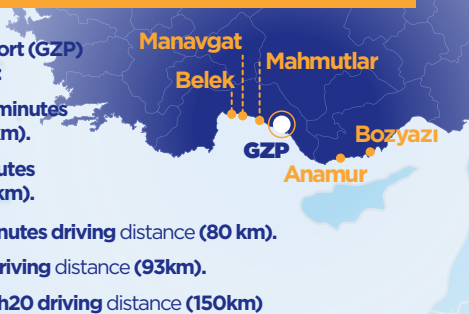 ort (GZP)
:
minutes
km).
utes
km).
nutes driving distance (80 km).
riving distance (93km).
h20 driving distance (150km)
Manavgat
Belek
Mahmutlar
GZP
Bozyazı
Anamur